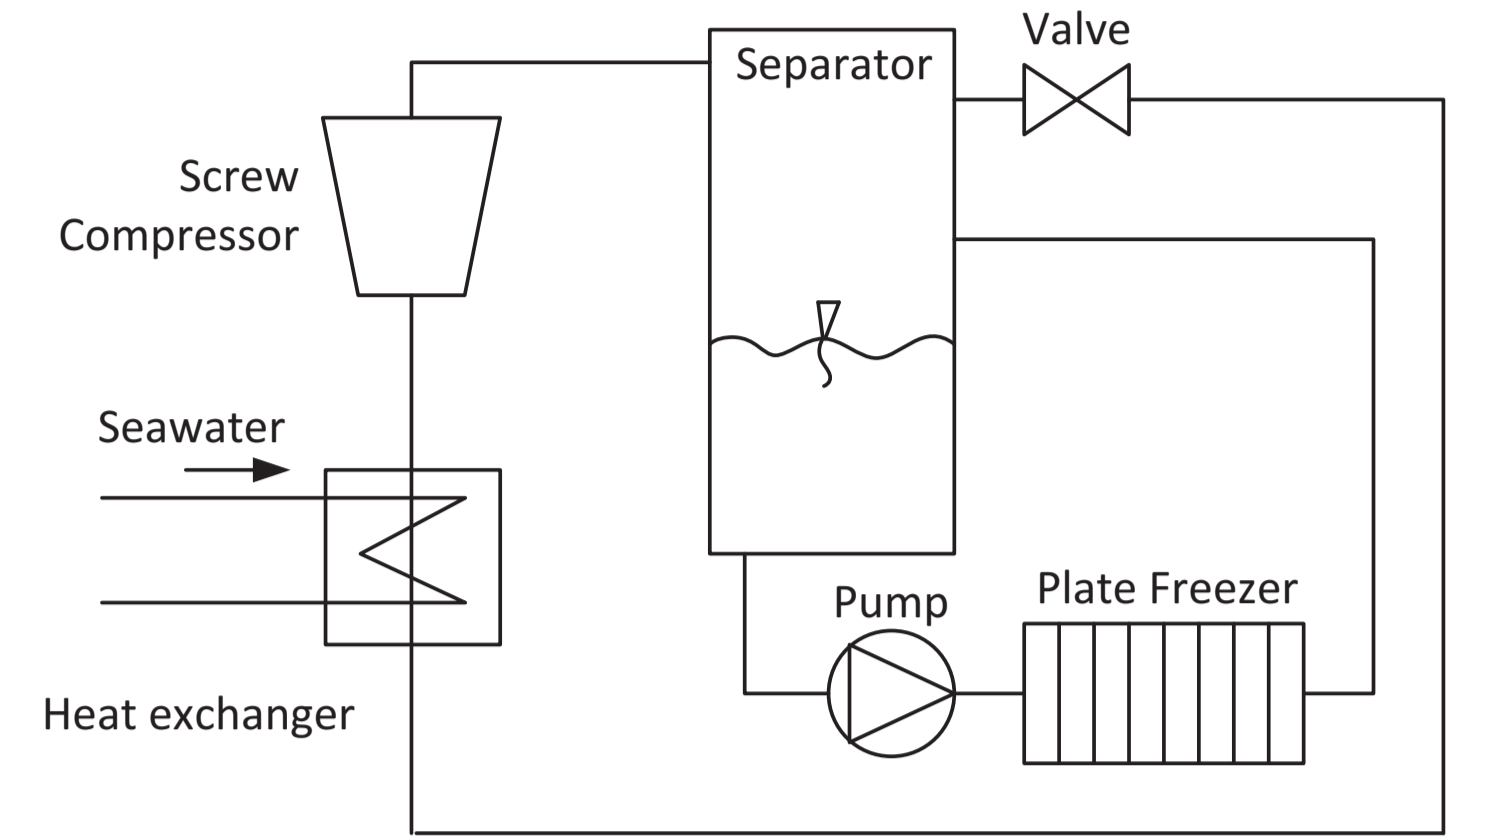 Valve
Separator
Screw
Compressor
Seawater
Plate Freezer
Pump
Heat exchanger